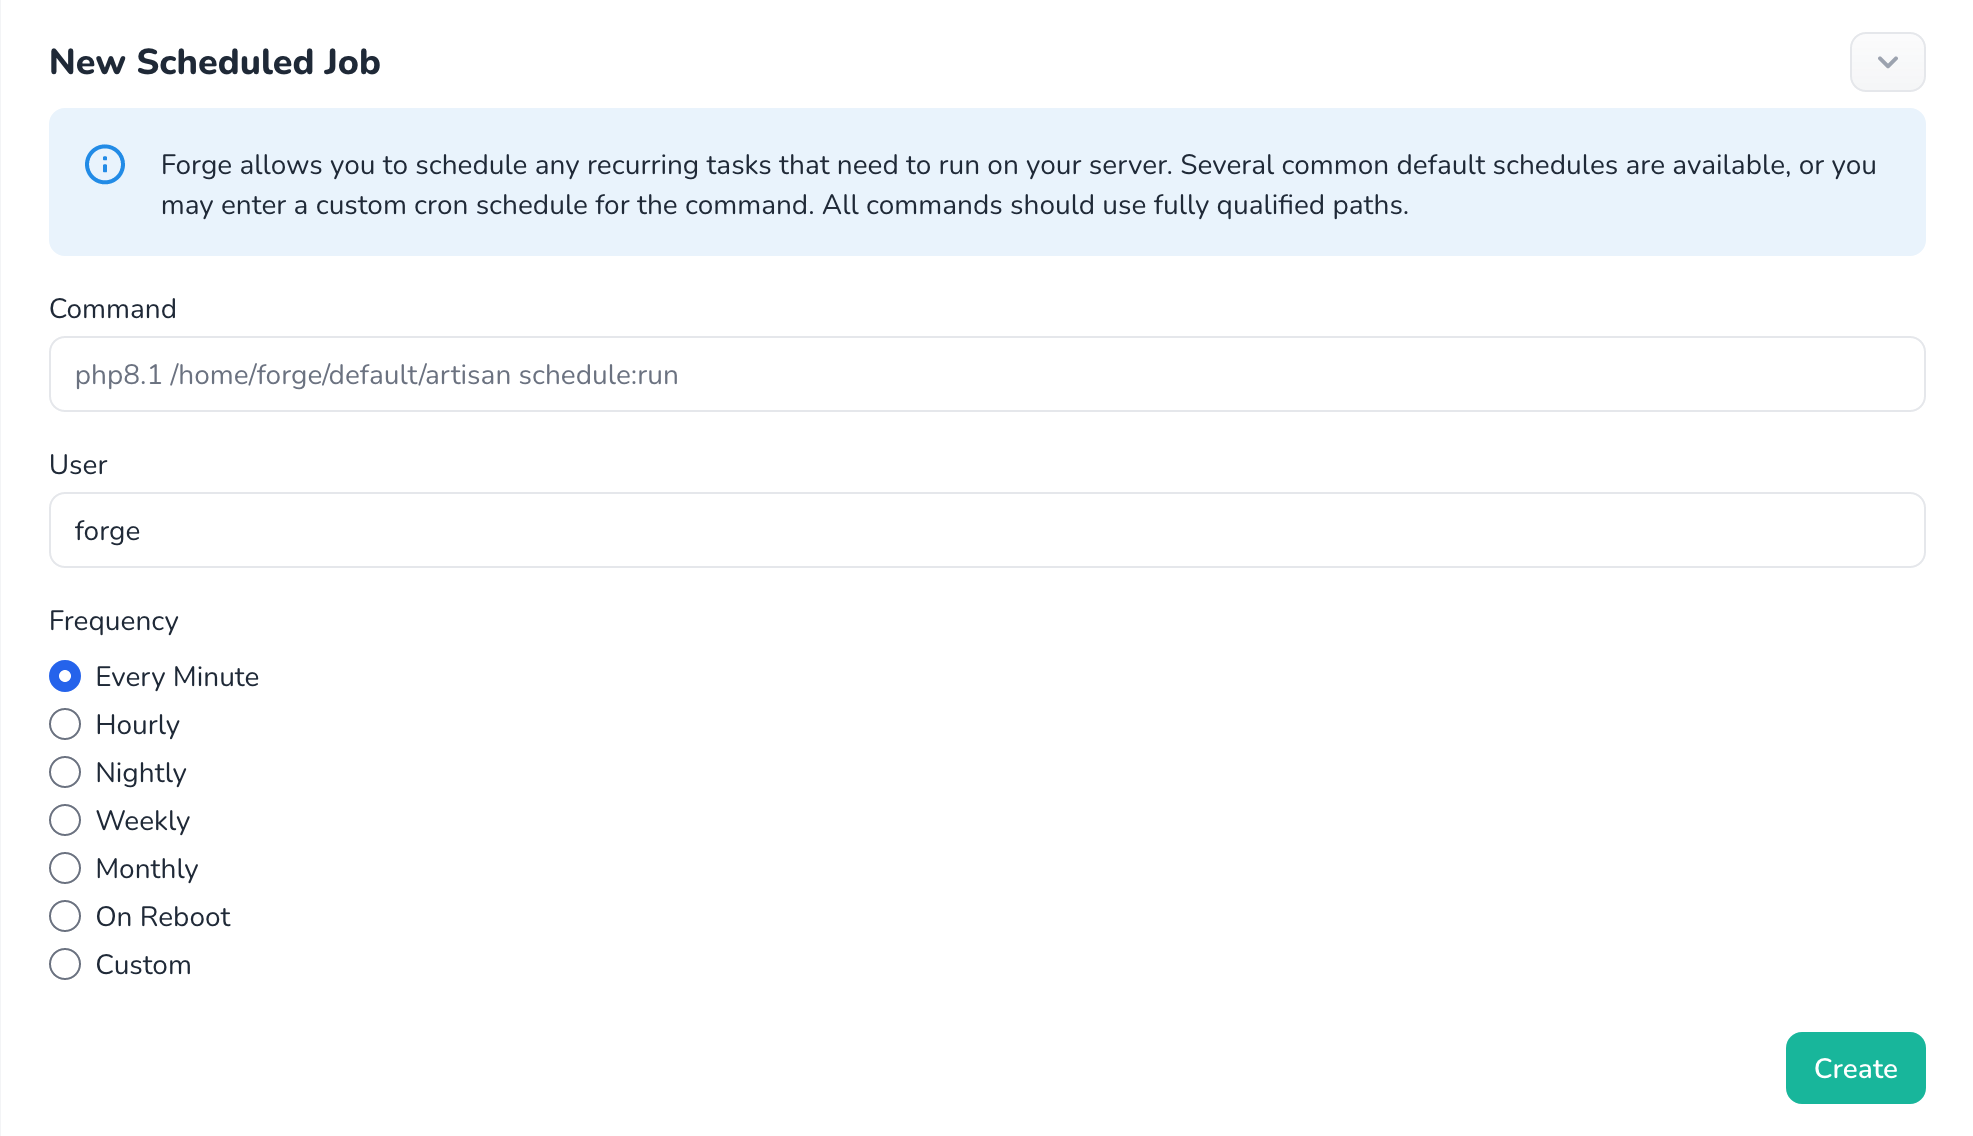 New Scheduled Job
Forge allows you to schedule any recurring tasks that need to run on your server. Several common default schedules are available, or you
may enter a custom cron schedule for the command. All commands should use fully qualified paths.
Command
php8.1 /home/forge/default/artisan schedule:run
User
forge
Frequency
Every Minute
Hourly
Nightly
Weekly
Monthly
On Reboot
Custom
Create